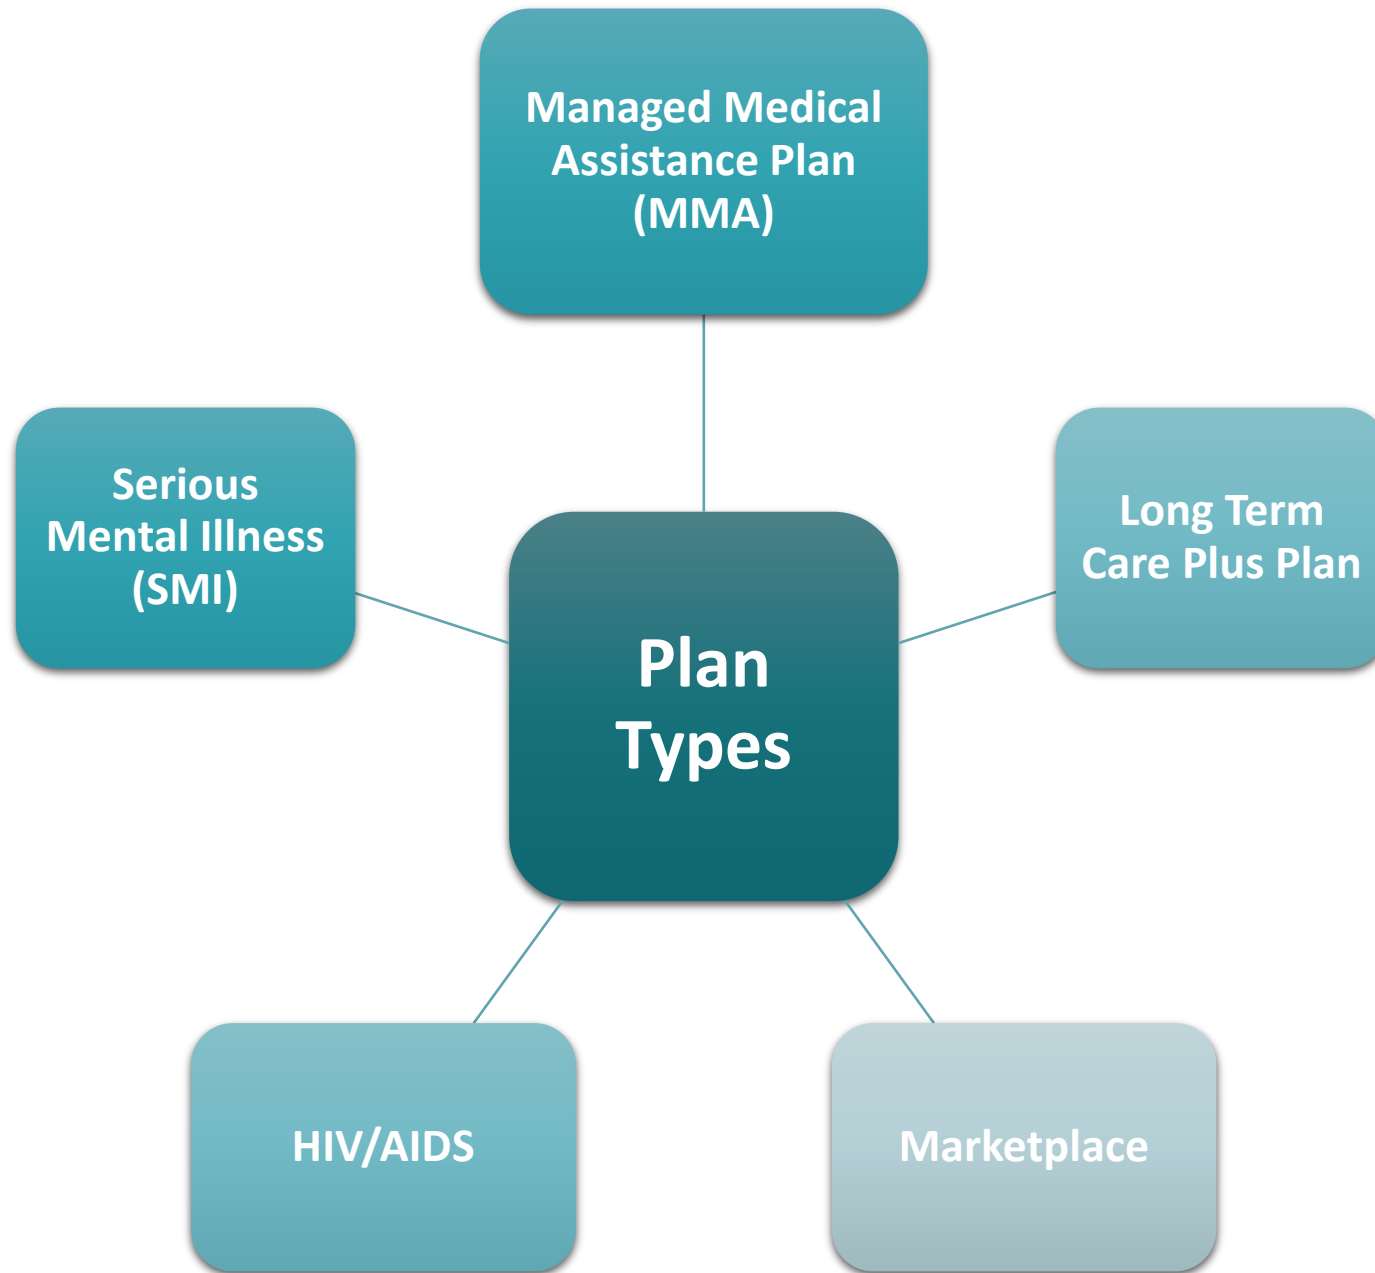 Managed Medical
Assistance Plan
(MMA)
Serious
Mental Illness
(SMI)
Long Term
Care Plus Plan
Plan
Types
HIV/AIDS
Marketplace